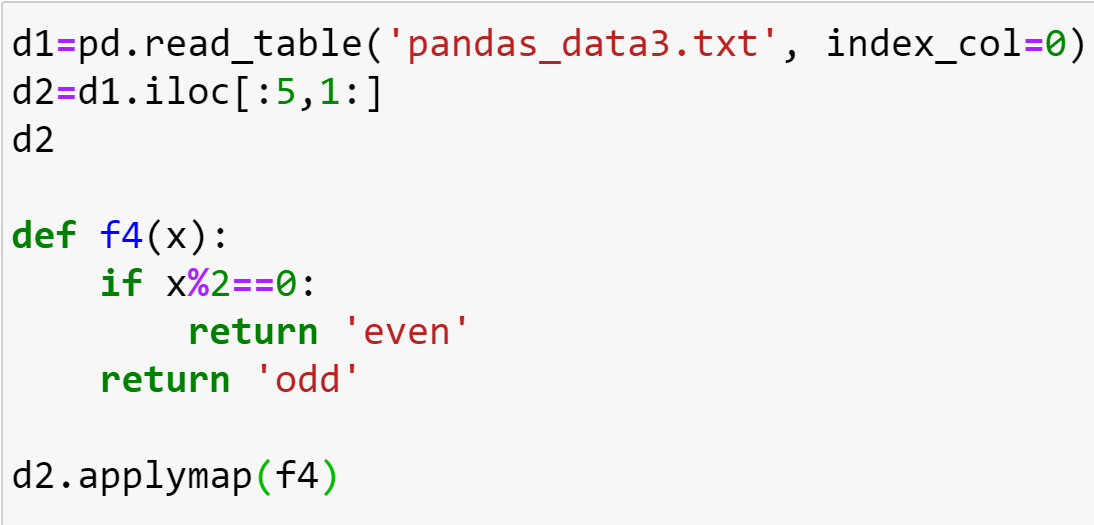 d1=pd.read_table('pandas_data3.txt', index_col=0)
d2=d1.iloc[:5,1:]
d2

def f4(x):
    if x%2==0:
        return 'even'
    return 'odd'

d2.applymap(f4)